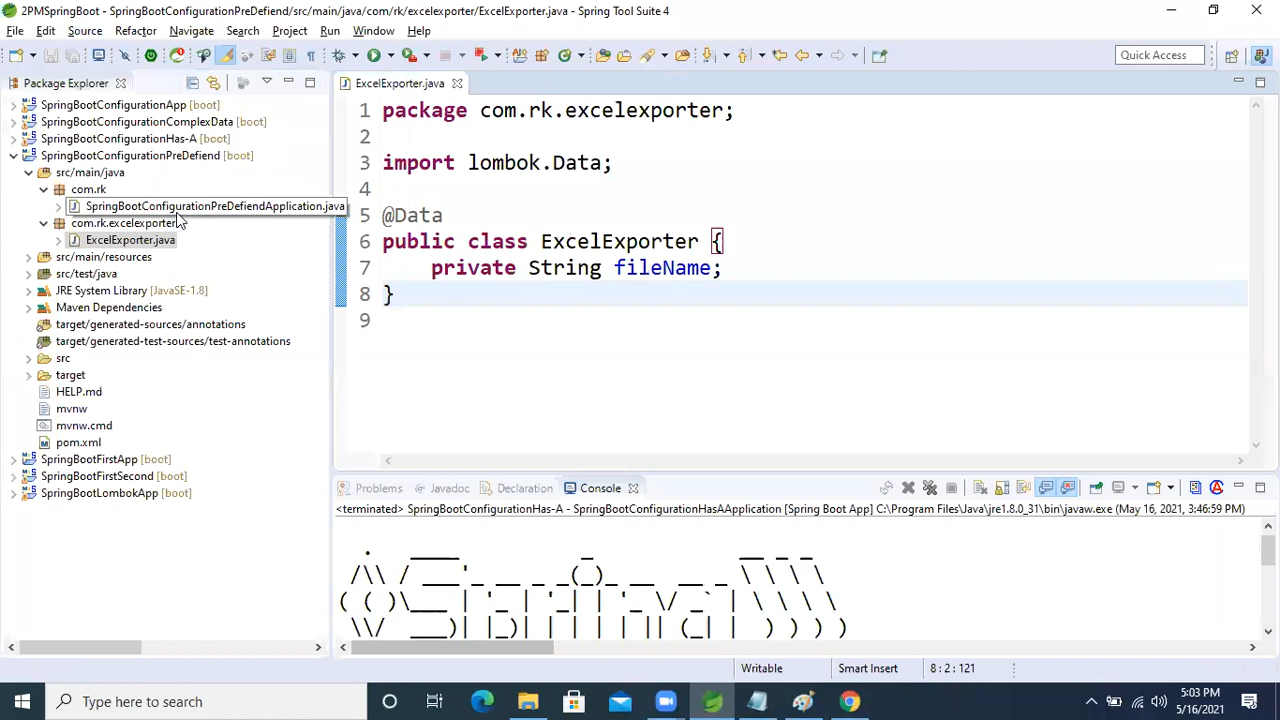 2PMSpringBoot - SpringBootConfigurationPreDefiend/src/main/java/com/rk/excelexporter/ExcelExporter.java - Spring Tool Suite 4
File Edit Source Refactor Navigate Search Project Run Window Help
Quick Access
Package Explorer
SpringBootConfigurationApp [boot]
SpringBootConfigurationComplexData [boot]
SpringBootConfigurationHas-A [boot]
SpringBootConfigurationPreDefiend [boot]
src/main/java
com.rk
SpringBootConfigurationPreDefiendApplication.java
com.rk.excelexporter
ExcelExporter.java
src/main/resources
src/test/java
JRE System Library [JavaSE-1.8]
Maven Dependencies
target/generated-sources/annotations
target/generated-test-sources/test-annotations
src
target
HELP.md
mvnw
mvnw.cmd
pom.xml
SpringBootFirstApp [boot]
SpringBootFirstSecond [boot]
SpringBootLombokApp [boot]
ExcelExporter.java
1 package com.rk.excelexporter;
2
3 import lombok.Data;
4
5 @Data
6 public class ExcelExporter {
7 private String fileName;
8 }
9
Problems Javadoc Declaration Console
<terminated> SpringBootConfigurationHas-A - SpringBootConfigurationHasAApplication [Spring Boot App] C:\Program Files\Java\jre1.8.0_31\bin\javaw.exe (May 16, 2021, 3:46:59 PM)
Writable Smart Insert 8 : 2 : 121
Type here to search
5:03 PM
5/16/2021